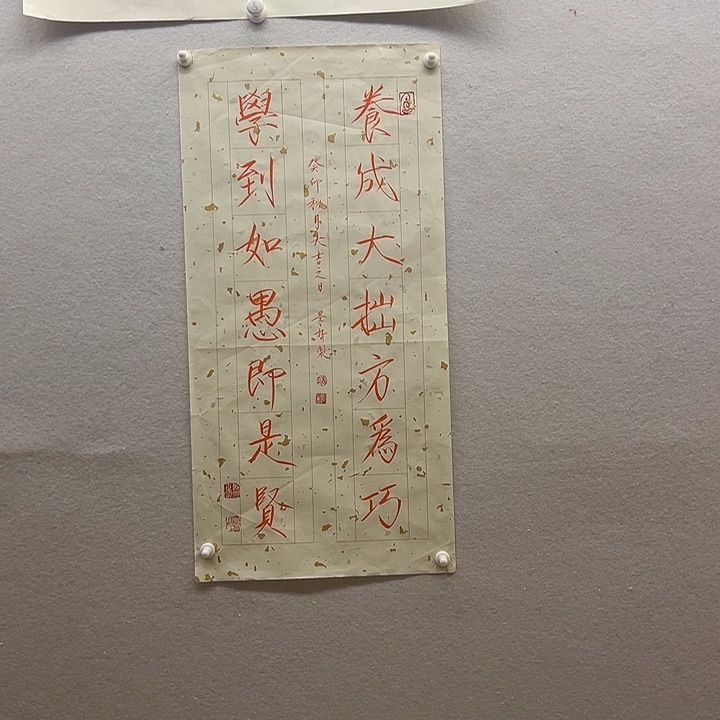 養成大拙方為巧
學到如愚即是賢
癸卯秋月大吉之日